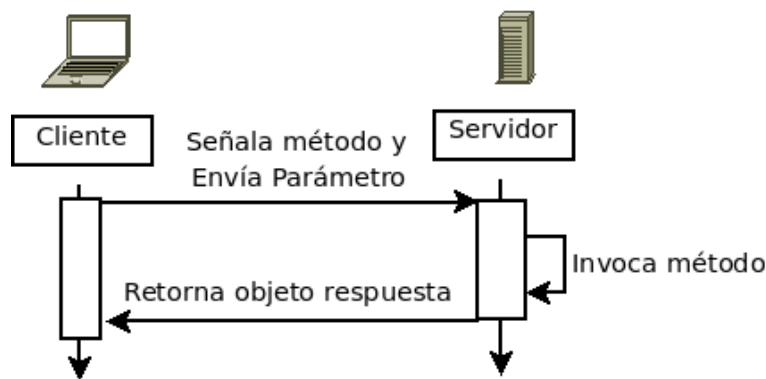 Cliente
Servidor
Señala método y
Envía Parámetro
Invoca método
Retorna objeto respuesta